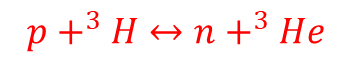 p +³ H ↔ n +³ He